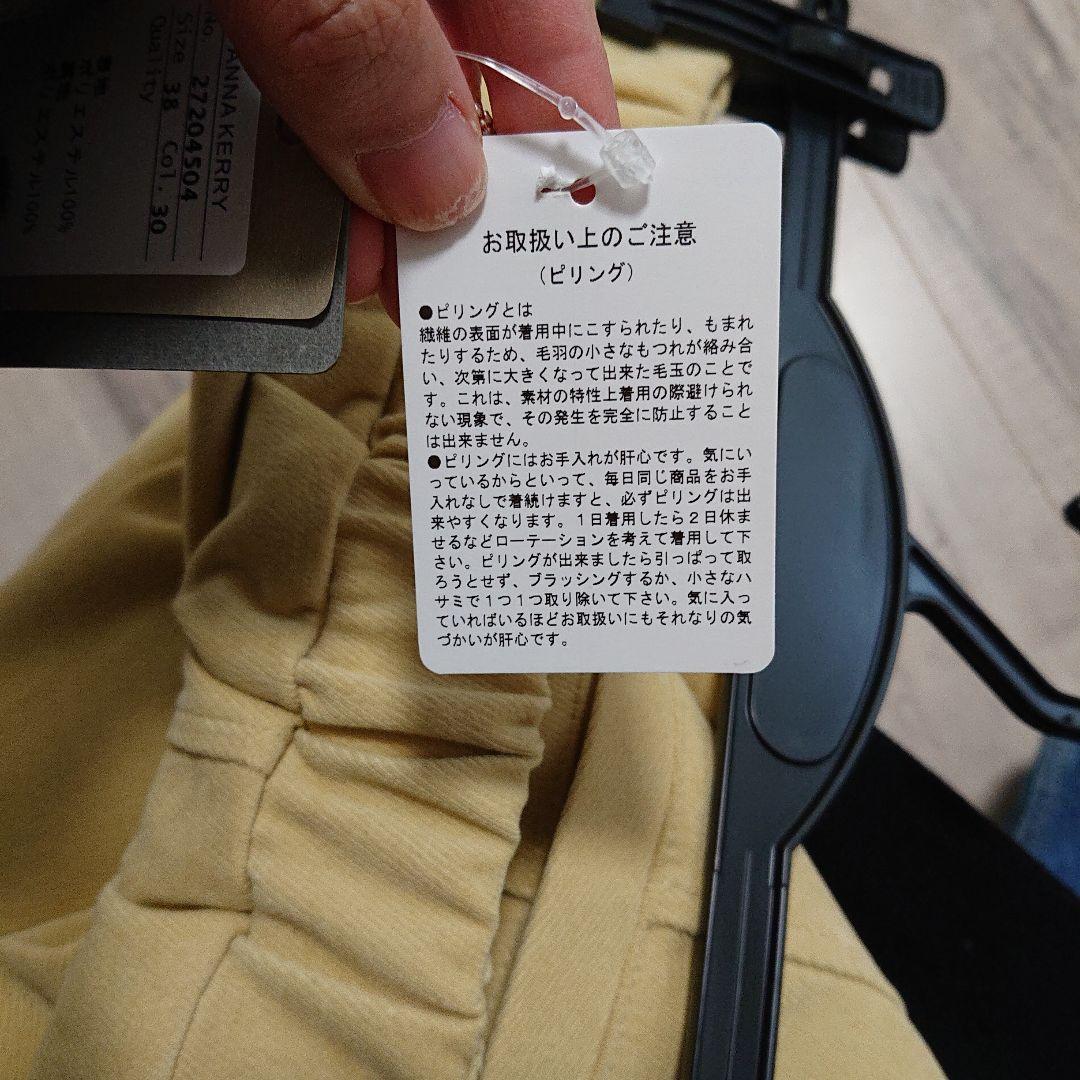 ANNA KERRY
No. 27204504
Size 38 Col. 30
Quality
表地
ポリエステル100%
裏地
ポリエステル100%
お取扱い上のご注意
（ピリング）
●ピリングとは
繊維の表面が着用中にこすられたり、もまれ
たりするため、毛羽の小さなもつれが絡み合
い、次第に大きくなって出来た毛玉のことで
す。これは、素材の特性上着用の際避けられ
ない現象で、その発生を完全に防止すること
は出来ません。
●ピリングにはお手入れが肝心です。気にい
っているからといって、毎日同じ商品をお手
入れなしで着続けますと、必ずピリングは出
来やすくなります。１日着用したら２日休ま
せるなどローテーションを考えて着用して下
さい。ピリングが出来ましたら引っぱって取
ろうとせず、ブラッシングするか、小さなハ
サミで１つ１つ取り除いて下さい。気に入っ
ていればいるほどお取扱いにもそれなりの気
づかいが肝心です。